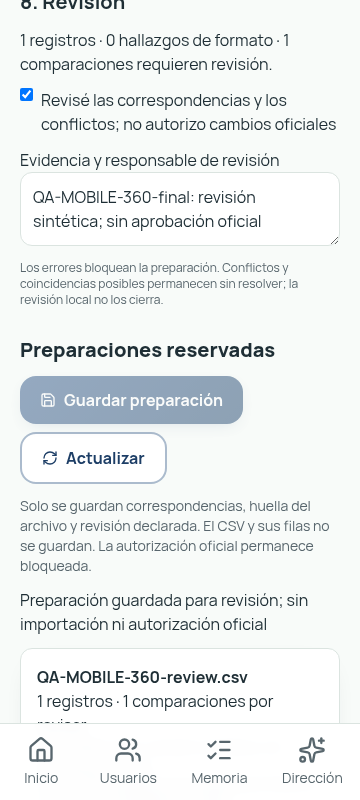 8. Revisión
1 registros · 0 hallazgos de formato · 1
comparaciones requieren revisión.
Revisé las correspondencias y los
conflictos; no autorizo cambios oficiales
Evidencia y responsable de revisión
QA-MOBILE-360-final: revisión
sintética; sin aprobación oficial
Los errores bloquean la preparación. Conflictos y
coincidencias posibles permanecen sin resolver; la
revisión local no los cierra.
Preparaciones reservadas
Guardar preparación
Actualizar
Solo se guardan correspondencias, huella del
archivo y revisión declarada. El CSV y sus filas no
se guardan. La autorización oficial permanece
bloqueada.
Preparación guardada para revisión; sin
importación ni autorización oficial
QA-MOBILE-360-review.csv
1 registros · 1 comparaciones por
revisar
Inicio
Usuarios
Memoria
Dirección